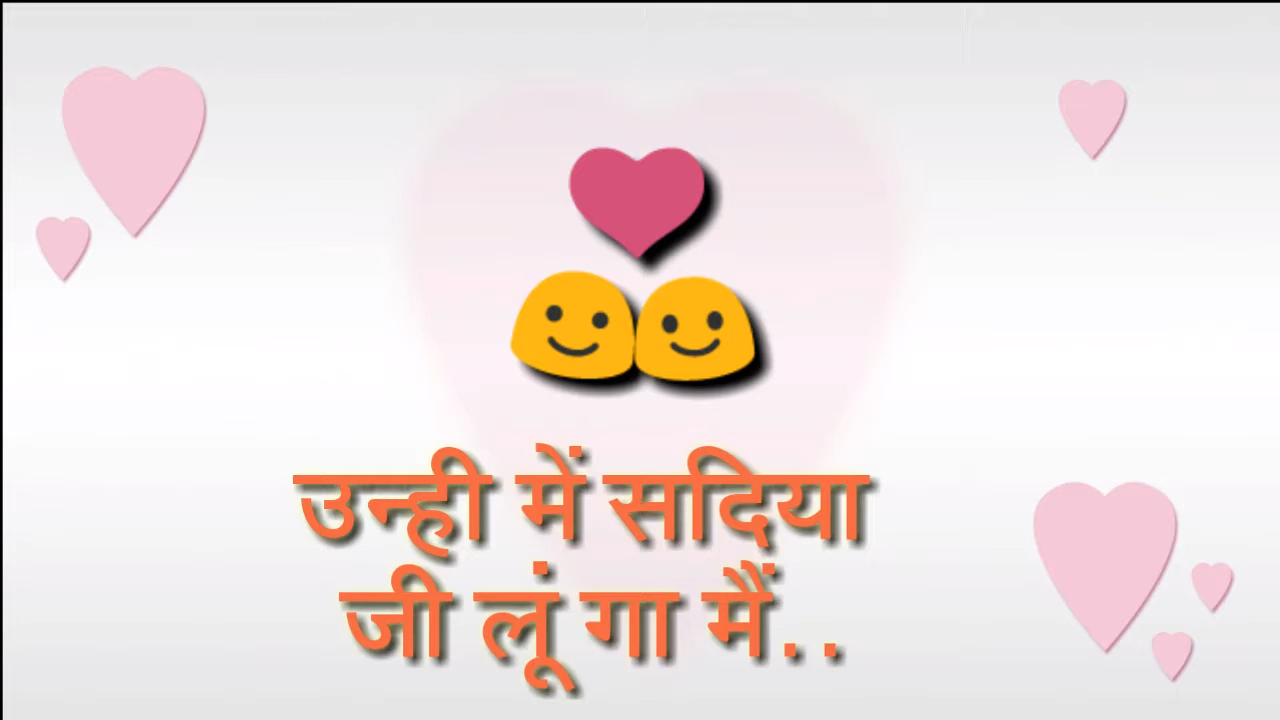 उन्ही में सदिया
जी लूं गा मैं..